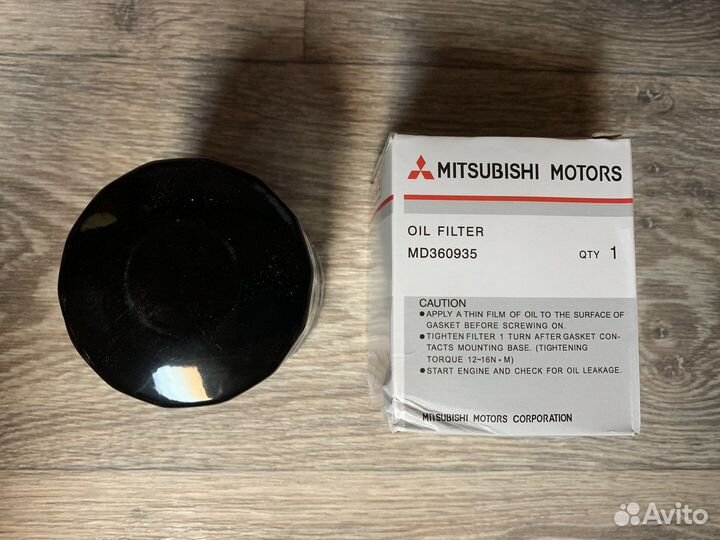 MITSUBISHI MOTORS
OIL FILTER
MD360935 QTY 1
CAUTION
●APPLY A THIN FILM OF OIL TO THE SURFACE OF
GASKET BEFORE SCREWING ON.
●TIGHTEN FILTER 1 TURN AFTER GASKET CON-
TACTS MOUNTING BASE. (TIGHTENING
TORQUE 12~16N・M)
●START ENGINE AND CHECK FOR OIL LEAKAGE.
MITSUBISHI MOTORS CORPORATION
Avito